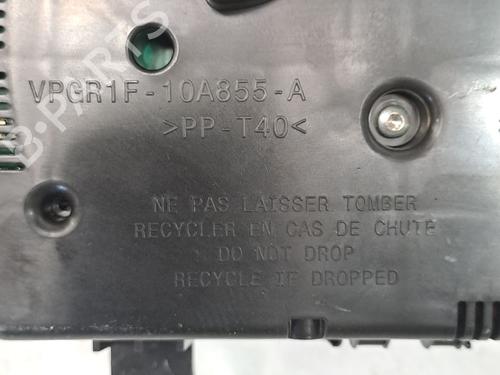 VPGR1F-10A855-A
>PP-T40<
NE PAS LAISSER TOMBER
RECYCLER EN CAS DE CHUTE
DO NOT DROP
RECYCLE IF DROPPED
B-PARTS